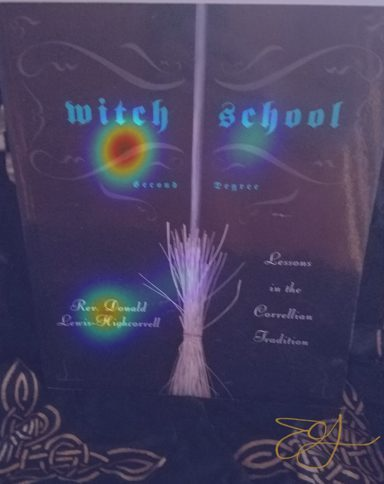 witch school
Second Degree
Lessons
in the
Correllian
Tradition
Rev. Donald
Lewis-Highcorrell